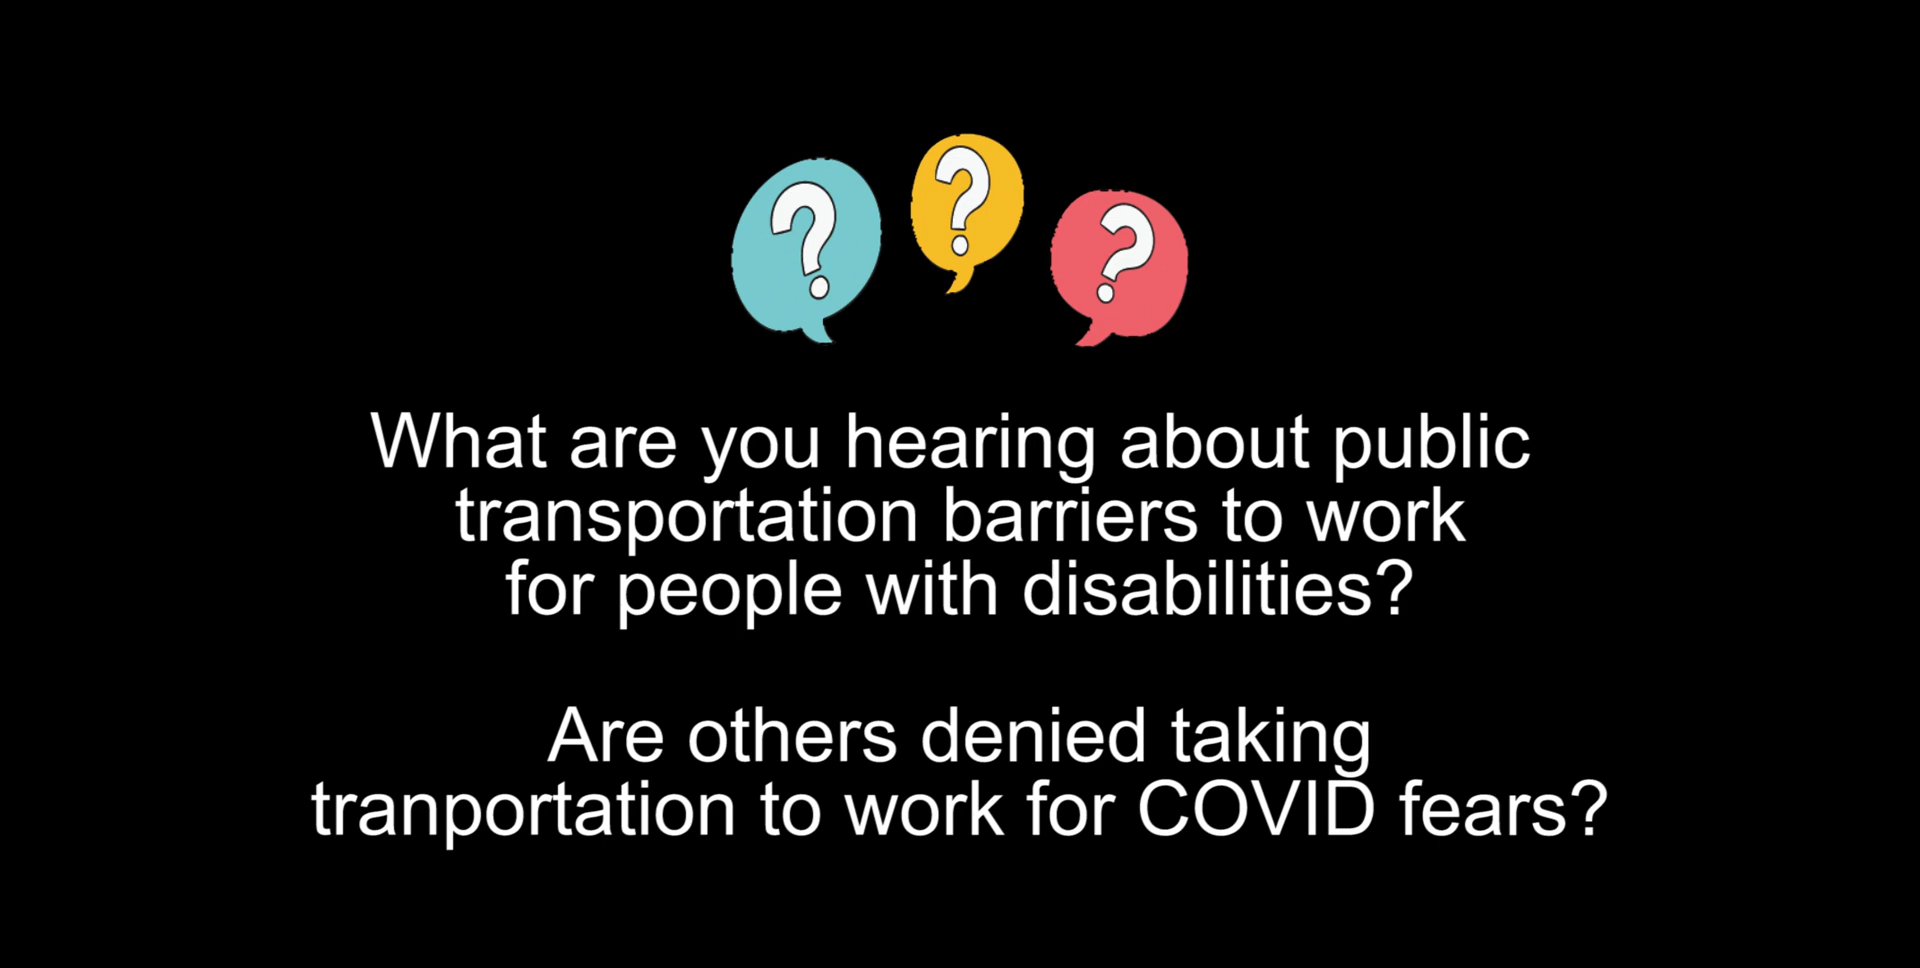 What are you hearing about public
transportation barriers to work
for people with disabilities?
Are others denied taking
tranportation to work for COVID fears?